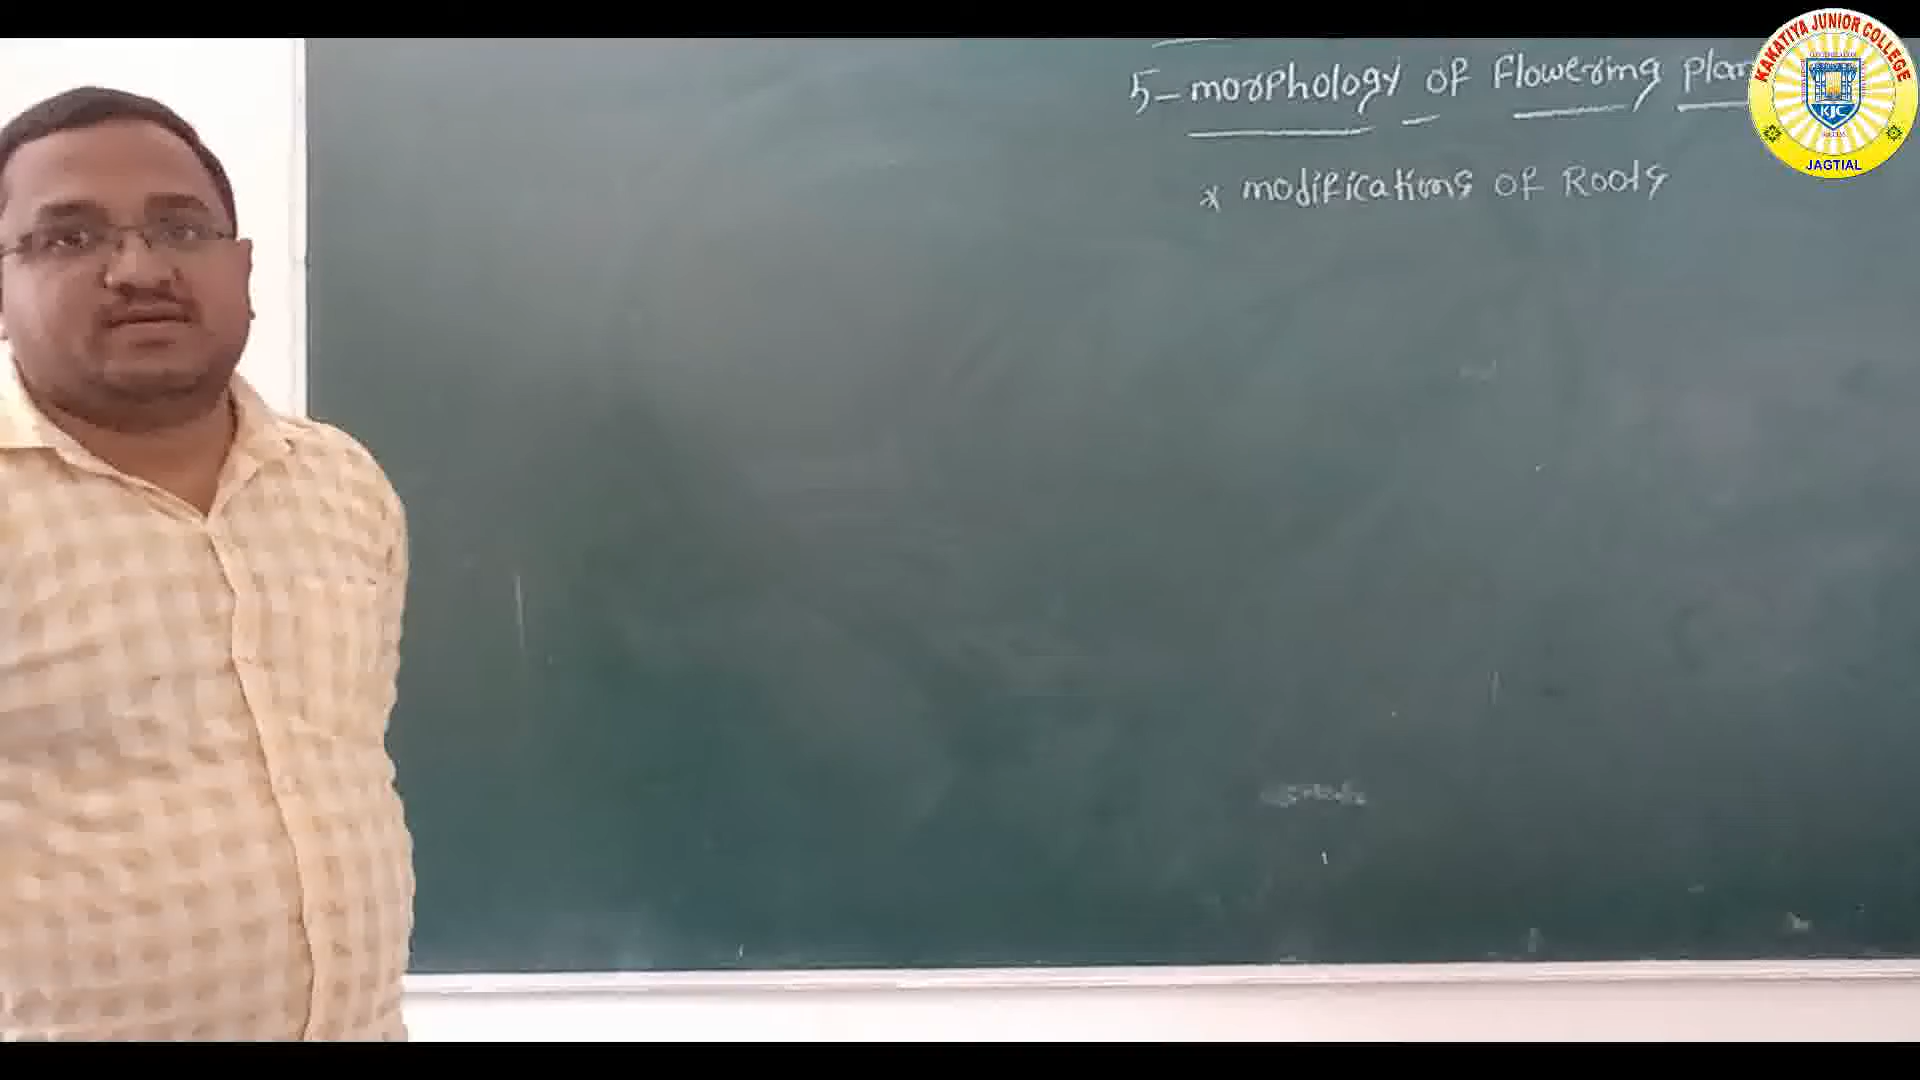 5- morphology of flowering plan
* modifications of Roots
KAKATIYA JUNIOR COLLEGE
KJC
JAGTIAL